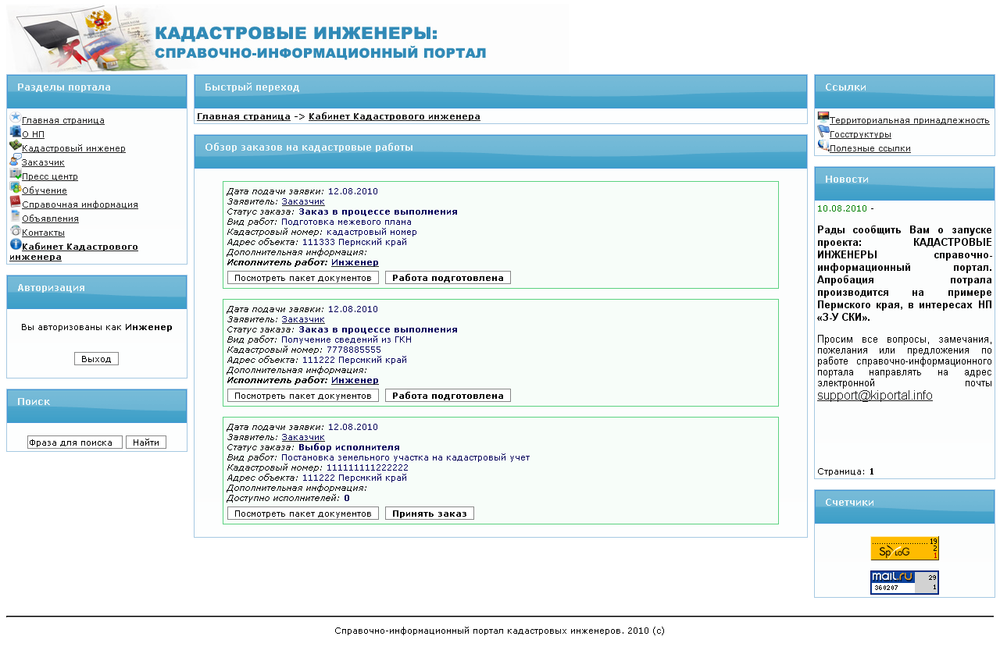 КАДАСТРОВЫЕ ИНЖЕНЕРЫ:
СПРАВОЧНО-ИНФОРМАЦИОННЫЙ ПОРТАЛ
Разделы портала
Главная страница
О НП
Кадастровый инженер
Заказчик
Пресс центр
Обучение
Справочная информация
Объявления
Контакты
Кабинет Кадастрового
инженера
Авторизация
Вы авторизованы как Инженер
Выход
Поиск
Фраза для поиска Найти
Быстрый переход
Главная страница -> Кабинет Кадастрового инженера
Обзор заказов на кадастровые работы
Дата подачи заявки: 12.08.2010
Заявитель: Заказчик
Статус заказа: Заказ в процессе выполнения
Вид работ: Подготовка межевого плана
Кадастровый номер: кадастровый номер
Адрес объекта: 111333 Пермский край
Дополнительная информация:
Исполнитель работ: Инженер
Посмотреть пакет документов Работа подготовлена
Дата подачи заявки: 12.08.2010
Заявитель: Заказчик
Статус заказа: Заказ в процессе выполнения
Вид работ: Получение сведений из ГКН
Кадастровый номер: 7778885555
Адрес объекта: 111222 Персмкий край
Дополнительная информация:
Исполнитель работ: Инженер
Посмотреть пакет документов Работа подготовлена
Дата подачи заявки: 12.08.2010
Заявитель: Заказчик
Статус заказа: Выбор исполнителя
Вид работ: Постановка земельного участка на кадастровый учет
Кадастровый номер: 111111111222222
Адрес объекта: 111222 Персмкий край
Дополнительная информация:
Доступно исполнителей: 0
Посмотреть пакет документов Принять заказ
Ссылки
Территориальная принадлежность
Госструктуры
Полезные ссылки
Новости
10.08.2010 -
Рады сообщить Вам о запуске
проекта: КАДАСТРОВЫЕ
ИНЖЕНЕРЫ справочно-
информационный портал.
Апробация потрала
производится на примере
Пермского края, в интересах НП
«З-У СКИ».
Просим все вопросы, замечания,
пожелания или предложения по
работе справочно-информационного
портала направлять на адрес
электронной почты
support@kiportal.info
Страница: 1
Счетчики
19
SpyLoG 2
1
mail.ru 29
360207 1
Справочно-информационный портал кадастровых инженеров. 2010 (c)